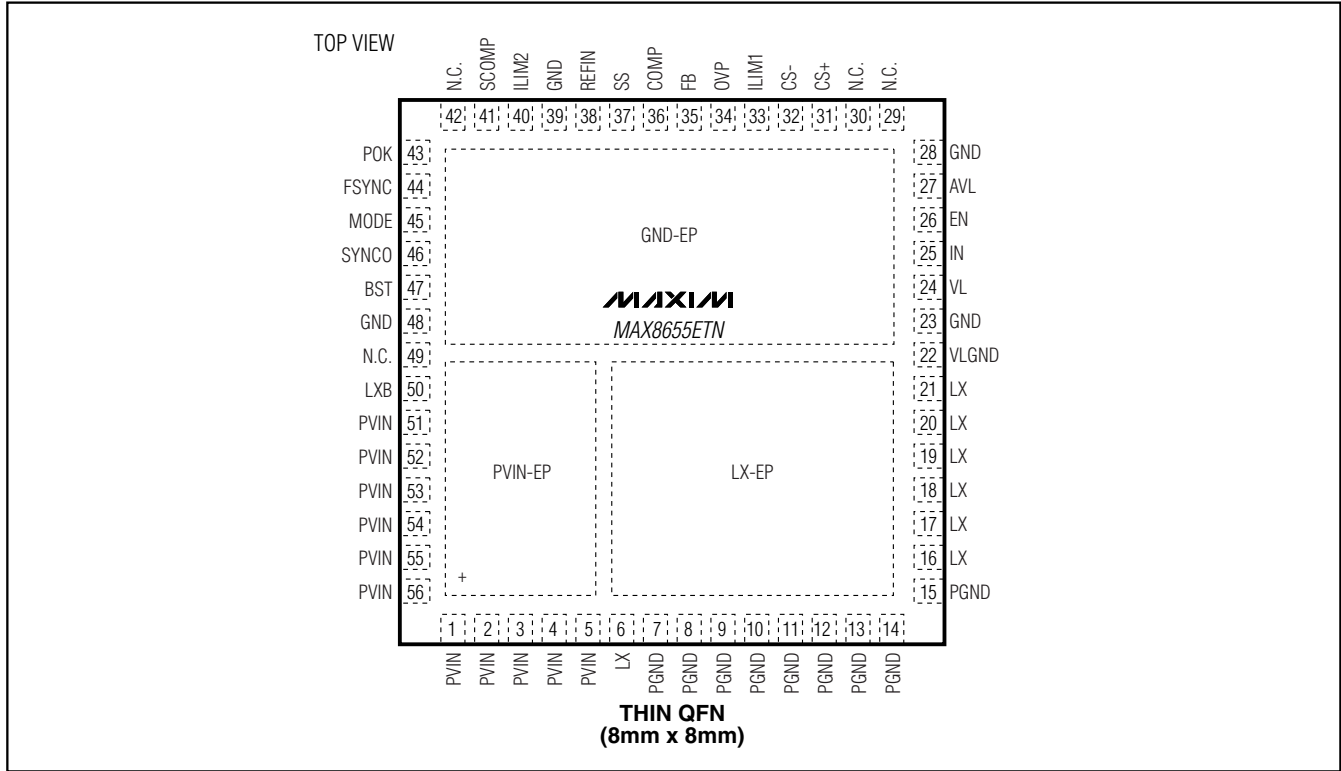 TOP VIEW
N.C. SCOMP ILIM2 GND REFIN SS COMP FB OVP ILIM1 CS- CS+ N.C. N.C.
42 41 40 39 38 37 36 35 34 33 32 31 30 29
POK 43 28 GND
FSYNC 44 27 AVL
MODE 45 26 EN
GND-EP
SYNCO 46 25 IN
BST 47 24 VL
MAXIM
GND 48 23 GND
MAX8655ETN
N.C. 49 22 VLGND
LXB 50 21 LX
PVIN 51 20 LX
PVIN 52 19 LX
PVIN-EP LX-EP
PVIN 53 18 LX
PVIN 54 17 LX
PVIN 55 16 LX
+
PVIN 56 15 PGND
1 2 3 4 5 6 7 8 9 10 11 12 13 14
PVIN PVIN PVIN PVIN PVIN LX PGND PGND PGND PGND PGND PGND PGND PGND
THIN QFN
(8mm x 8mm)